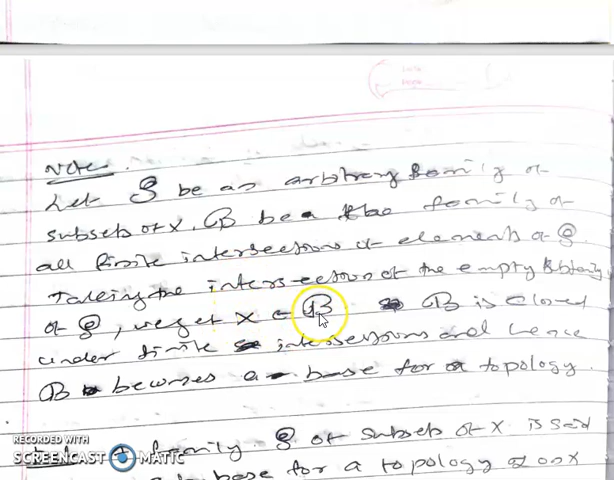 Note.
Let S be an arbitrary family of
subsets of X, B be the family of
all finite intersections of elements of S.
Taking the intersection of the empty subfamily
of S, we get X ∈ B B is closed
under finite intersections and hence
B becomes a base for a topology.
A family S of subsets of X is said
base for a topology on X
RECORDED WITH
SCREENCAST MATIC